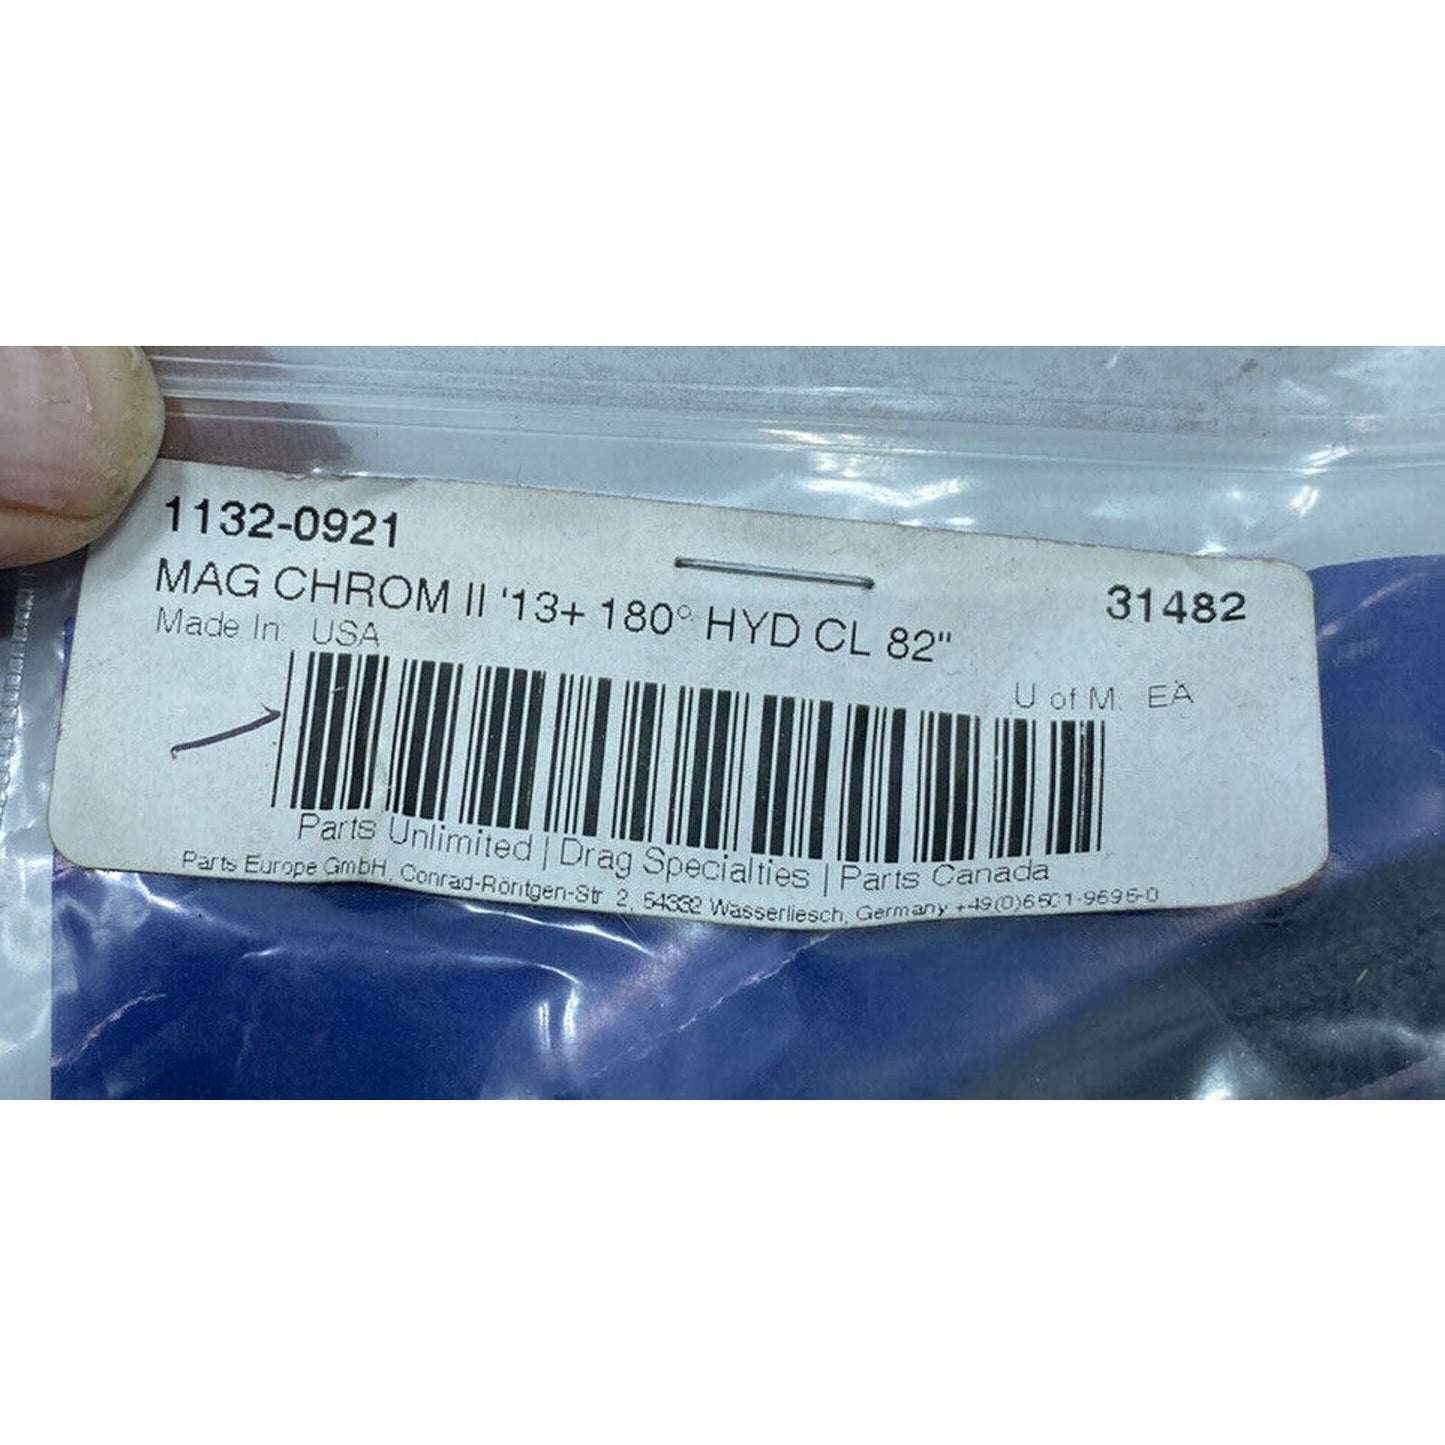 1132-0921
31482
MAG CHROM II '13+ 180° HYD CL 82"
Made In: USA
U of M: EA
Parts Unlimited | Drag Specialties | Parts Canada
Parts Europe GmbH, Conrad-Röntgen-Str 2, 54332 Wasserliesch, Germany +49(0)6501-9695-0